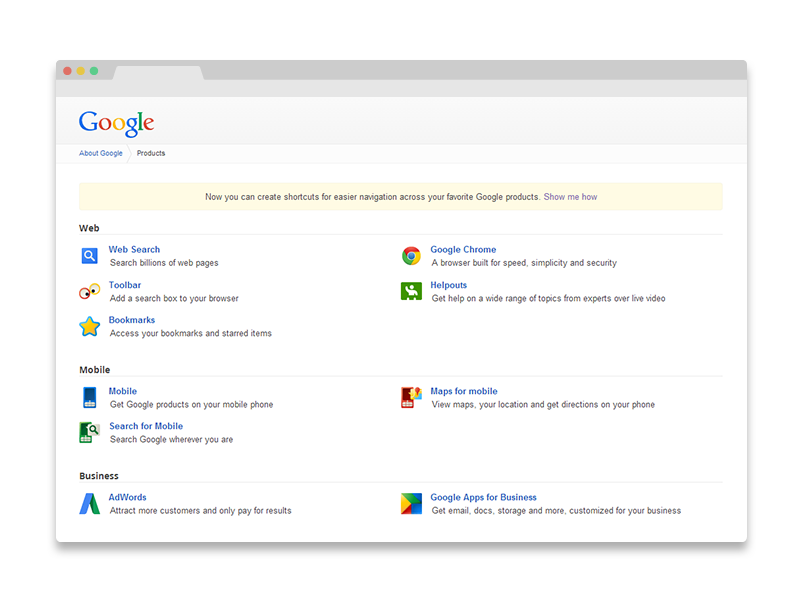 Google
About Google Products
Now you can create shortcuts for easier navigation across your favorite Google products. Show me how
Web
Web Search
Search billions of web pages
Google Chrome
A browser built for speed, simplicity and security
Toolbar
Add a search box to your browser
Helpouts
Get help on a wide range of topics from experts over live video
Bookmarks
Access your bookmarks and starred items
Mobile
Mobile
Get Google products on your mobile phone
Maps for mobile
View maps, your location and get directions on your phone
Search for Mobile
Search Google wherever you are
Business
AdWords
Attract more customers and only pay for results
Google Apps for Business
Get email, docs, storage and more, customized for your business